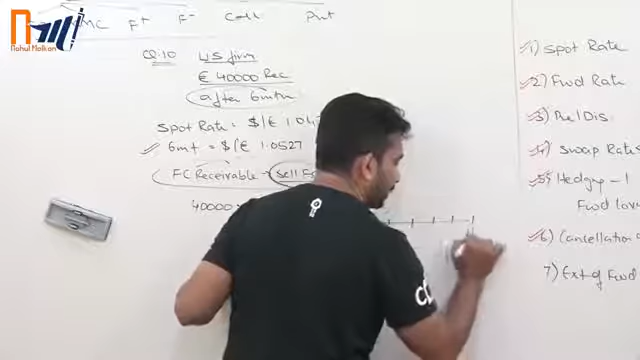 Rahul Malkan
MC F+ F- Call Put
Q.10 US firm
€ 40000 Rec
after 6mth
Spot Rate = $/€ 1.04
6mt = $/€ 1.0527
FC Receivable → Sell
40000
1) Spot Rate
2) Fwd Rate
3) Pre/Dis
4) Swap Rate
5) Hedging - 1
Fwd
6) Cancellation
7) Ext of Fwd